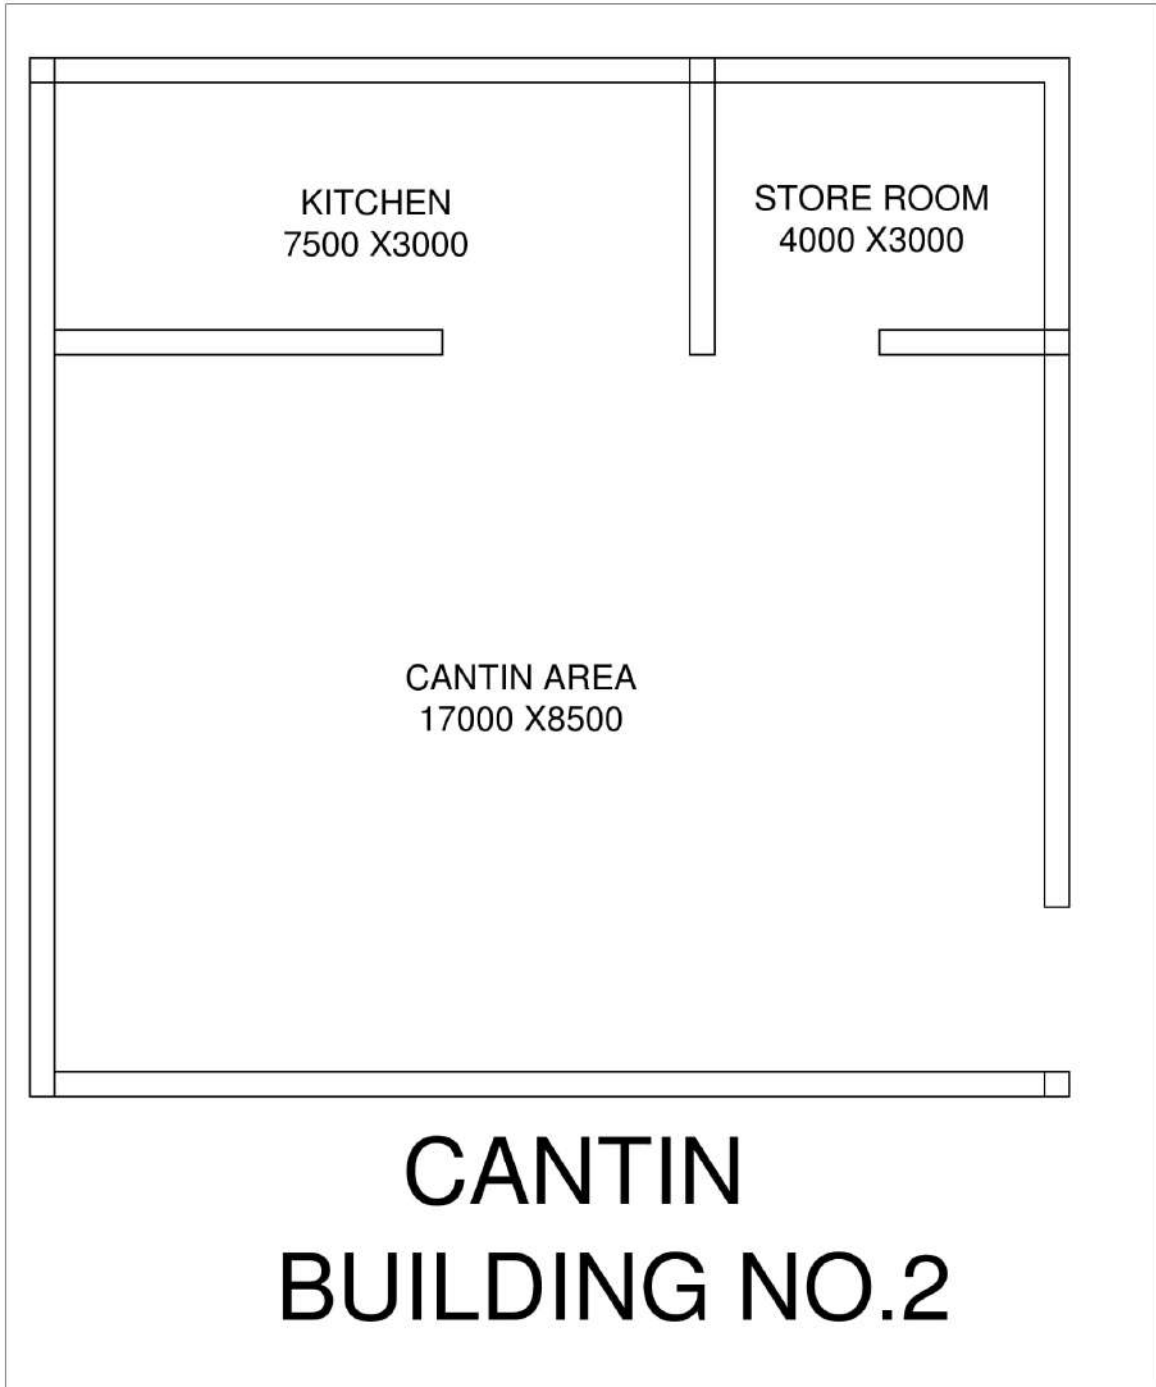 KITCHEN
7500 X3000
STORE ROOM
4000 X3000
CANTIN AREA
17000 X8500
CANTIN
BUILDING NO.2